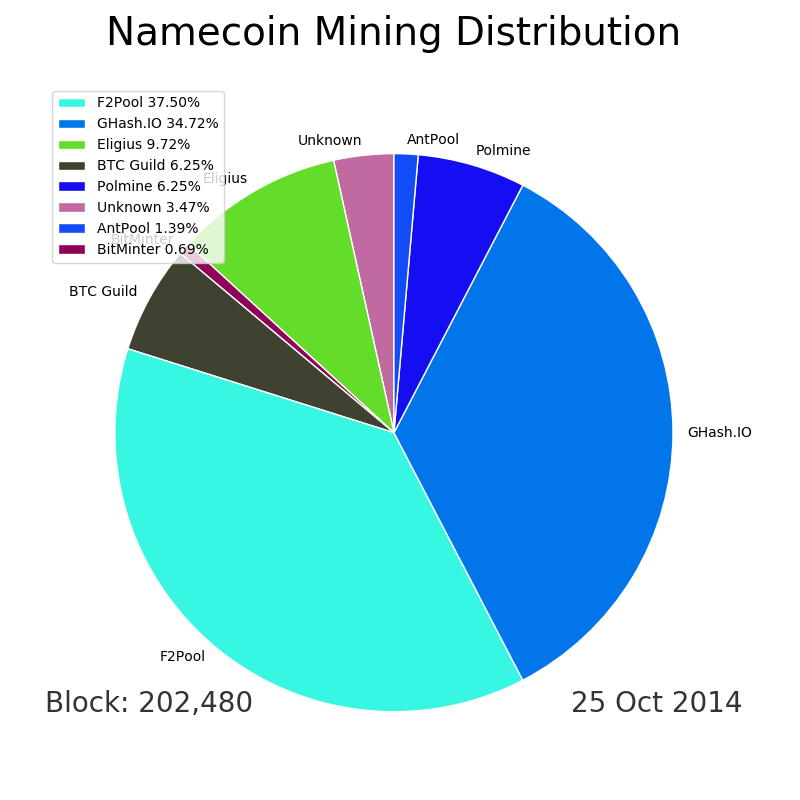 Namecoin Mining Distribution
F2Pool 37.50%
GHash.IO 34.72%
Eligius 9.72%
BTC Guild 6.25%
Polmine 6.25%
Unknown 3.47%
AntPool 1.39%
BitMinter 0.69%
Unknown
AntPool
Polmine
Eligius
BitMinter
BTC Guild
GHash.IO
F2Pool
Block: 202,480
25 Oct 2014